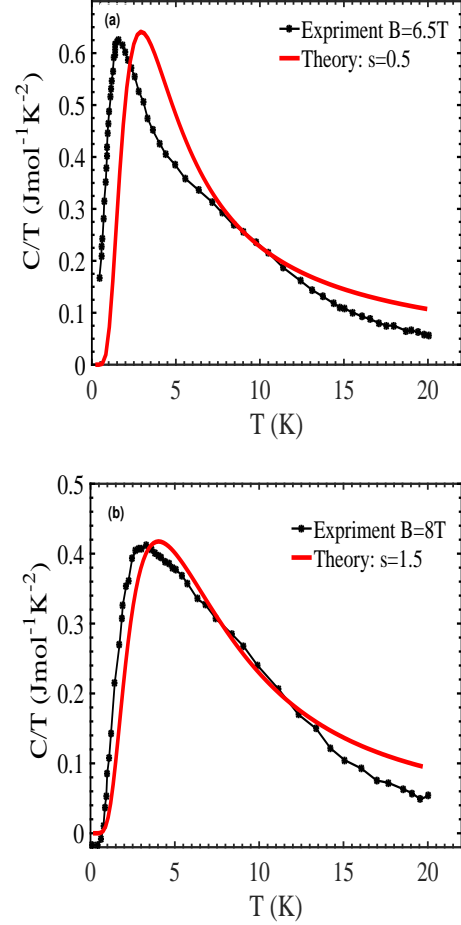 (a)
Expriment B=6.5T
Theory: s=0.5
C/T (Jmol⁻¹K⁻²)
0.6
0.5
0.4
0.3
0.2
0.1
0
0 5 10 15 20
T (K)
(b)
Expriment B=8T
Theory: s=1.5
C/T (Jmol⁻¹K⁻²)
0.5
0.4
0.3
0.2
0.1
0
0 5 10 15 20
T (K)